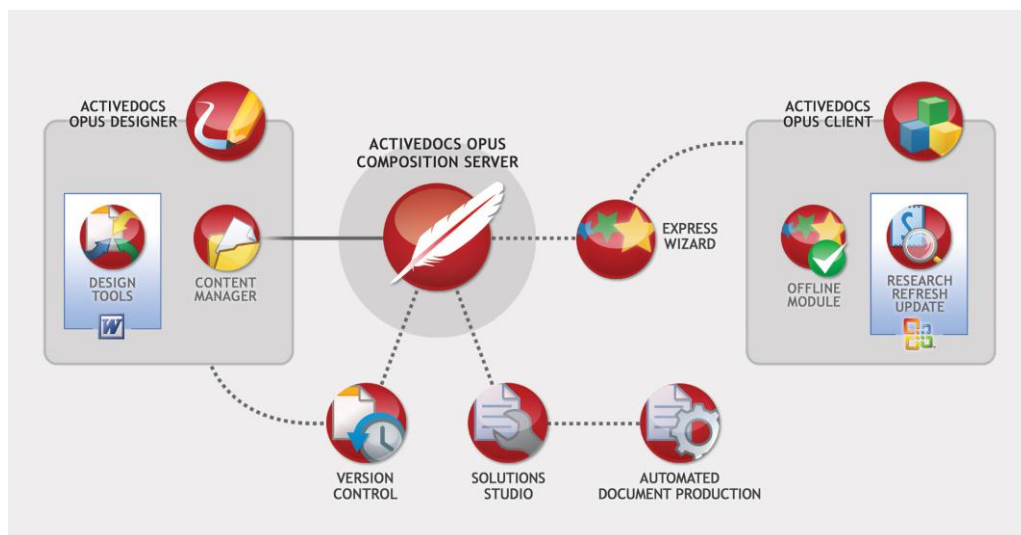 ACTIVEDOCS
OPUS DESIGNER
DESIGN
TOOLS
W
CONTENT
MANAGER
ACTIVEDOCS OPUS
COMPOSITION SERVER
EXPRESS
WIZARD
ACTIVEDOCS
OPUS CLIENT
OFFLINE
MODULE
S
RESEARCH
REFRESH
UPDATE
VERSION
CONTROL
SOLUTIONS
STUDIO
AUTOMATED
DOCUMENT PRODUCTION